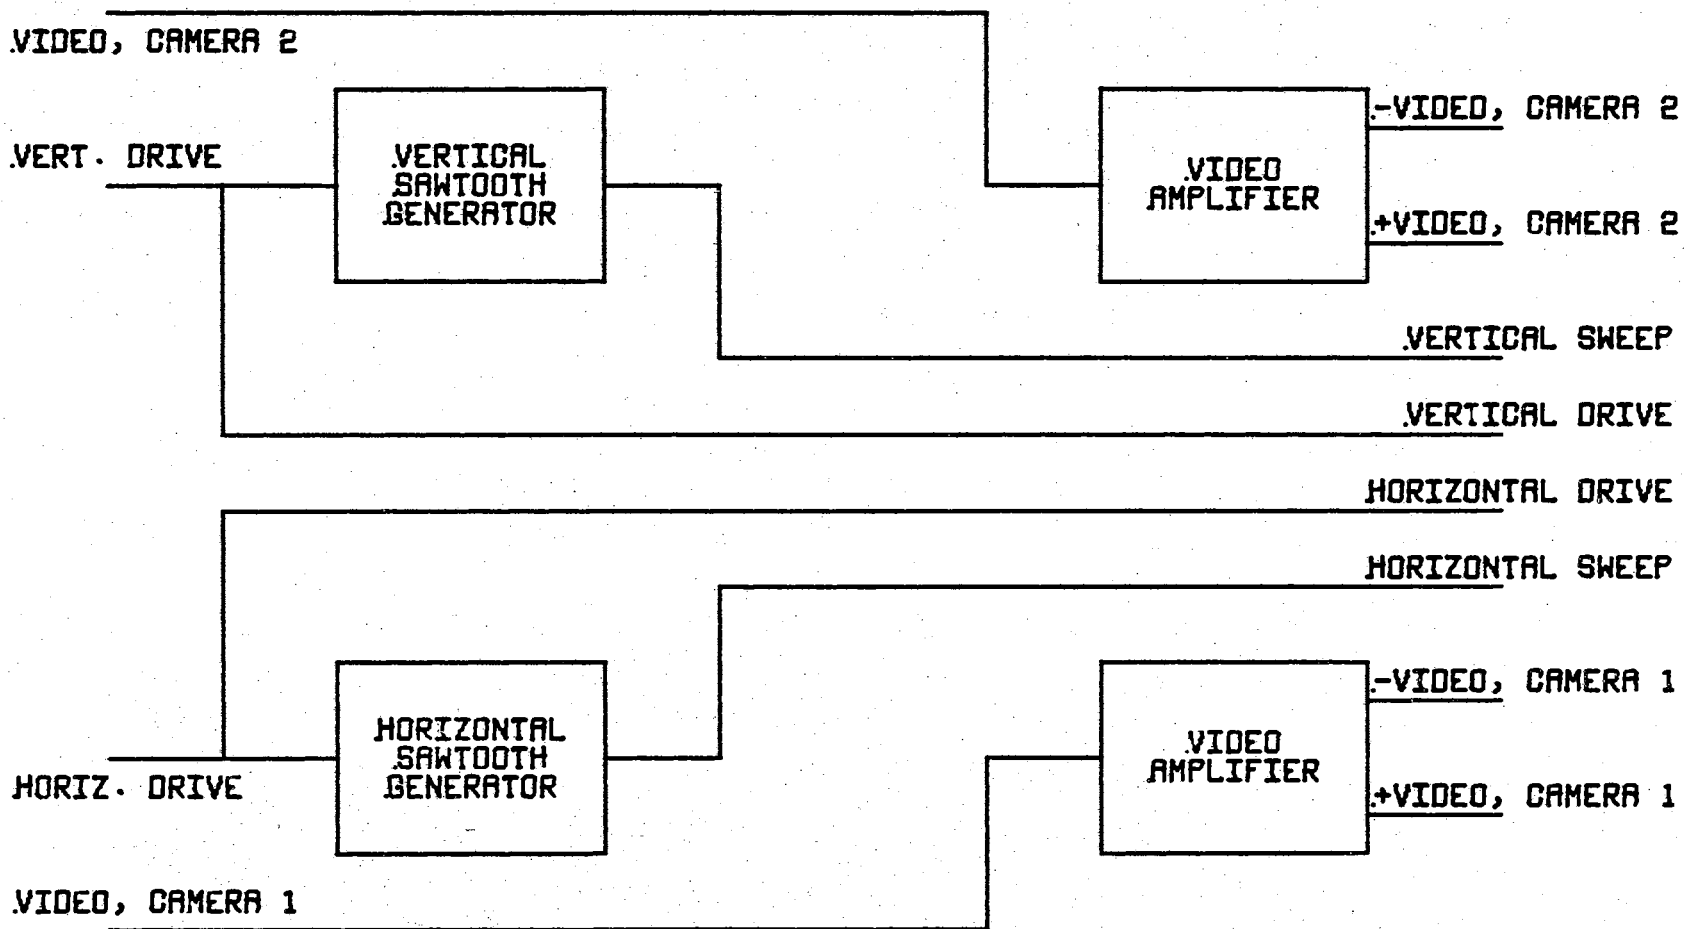 VIDEO, CAMERA 2
-VIDEO, CAMERA 2
VERT. DRIVE
VERTICAL
SAWTOOTH
GENERATOR
VIDEO
AMPLIFIER
+VIDEO, CAMERA 2
VERTICAL SWEEP
VERTICAL DRIVE
HORIZONTAL DRIVE
HORIZONTAL SWEEP
-VIDEO, CAMERA 1
HORIZONTAL
SAWTOOTH
GENERATOR
VIDEO
AMPLIFIER
HORIZ. DRIVE
+VIDEO, CAMERA 1
VIDEO, CAMERA 1